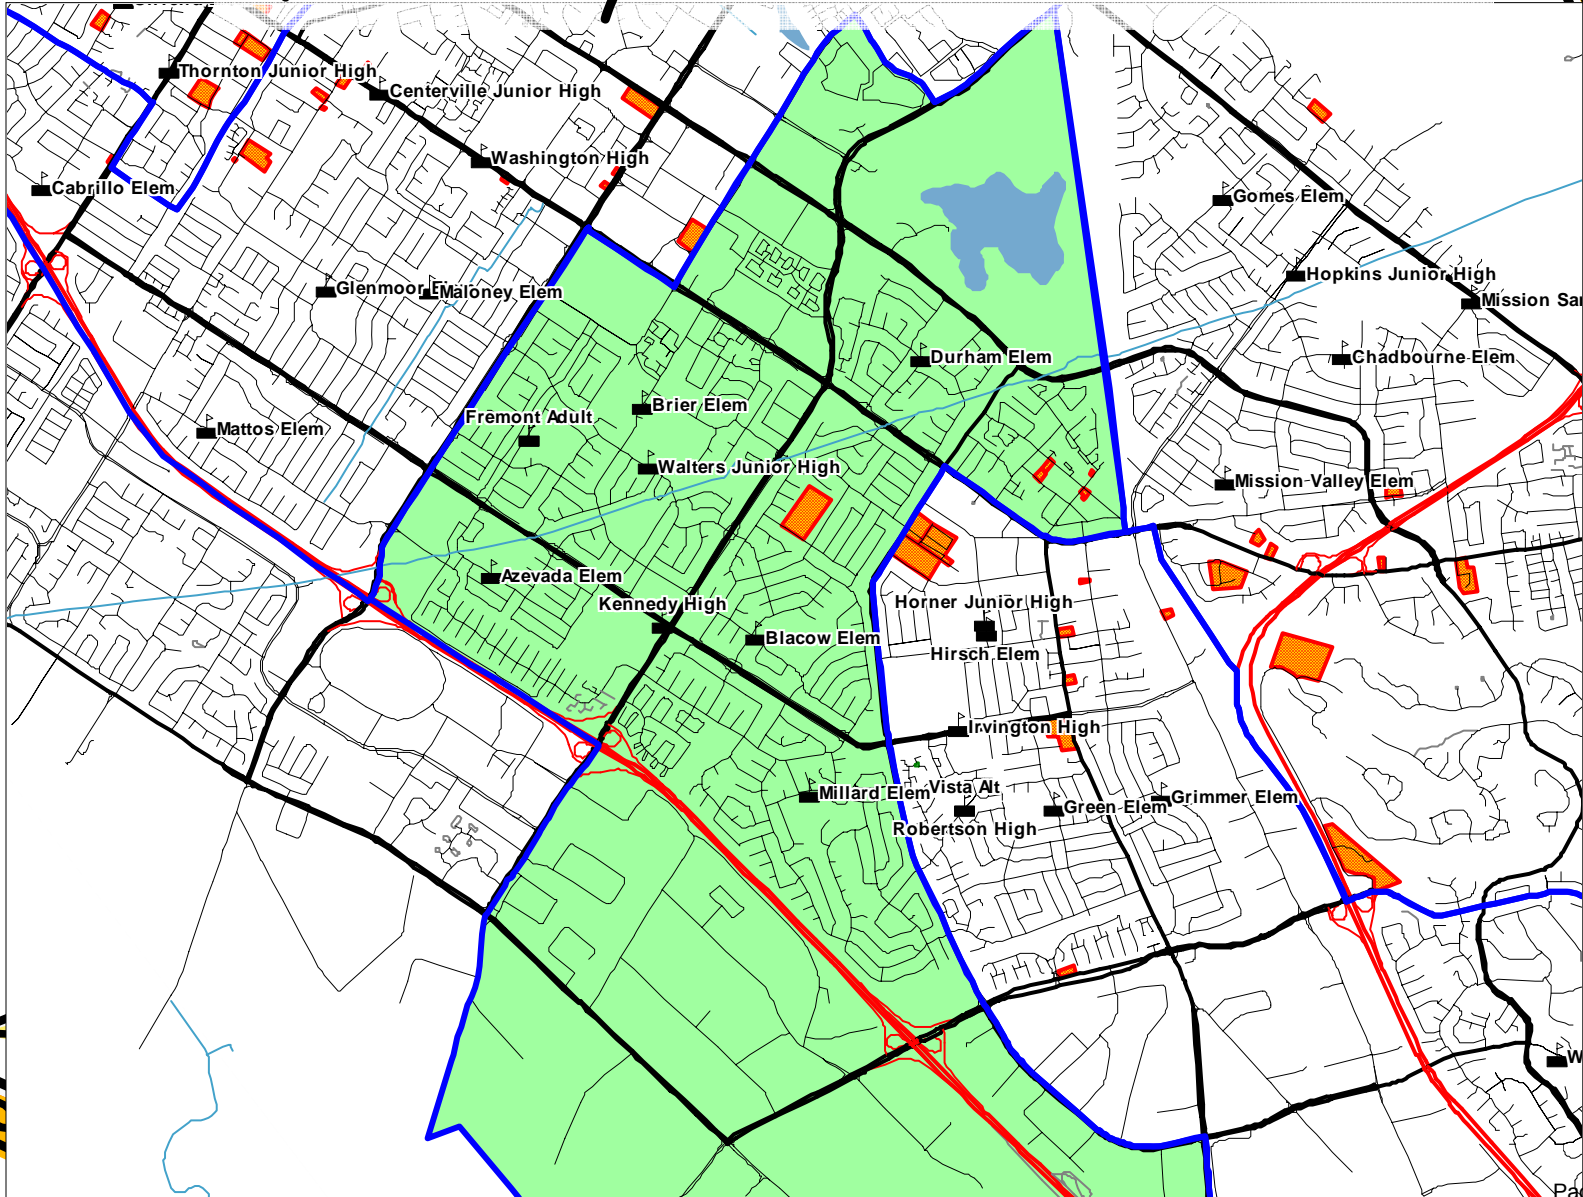 Thornton Junior High
Centerville Junior High
Washington High
Cabrillo Elem
Gomes Elem
Hopkins Junior High
Glenmoor E
Maloney Elem
Mission Sa
Durham Elem
Chadbourne Elem
Brier Elem
Fremont Adult
Mattos Elem
Walters Junior High
Mission Valley Elem
Azevada Elem
Kennedy High
Horner Junior High
Blacow Elem
Hirsch Elem
Irvington High
Millard Elem
Vista Alt
Green Elem
Grimmer Elem
Robertson High
W
Pac